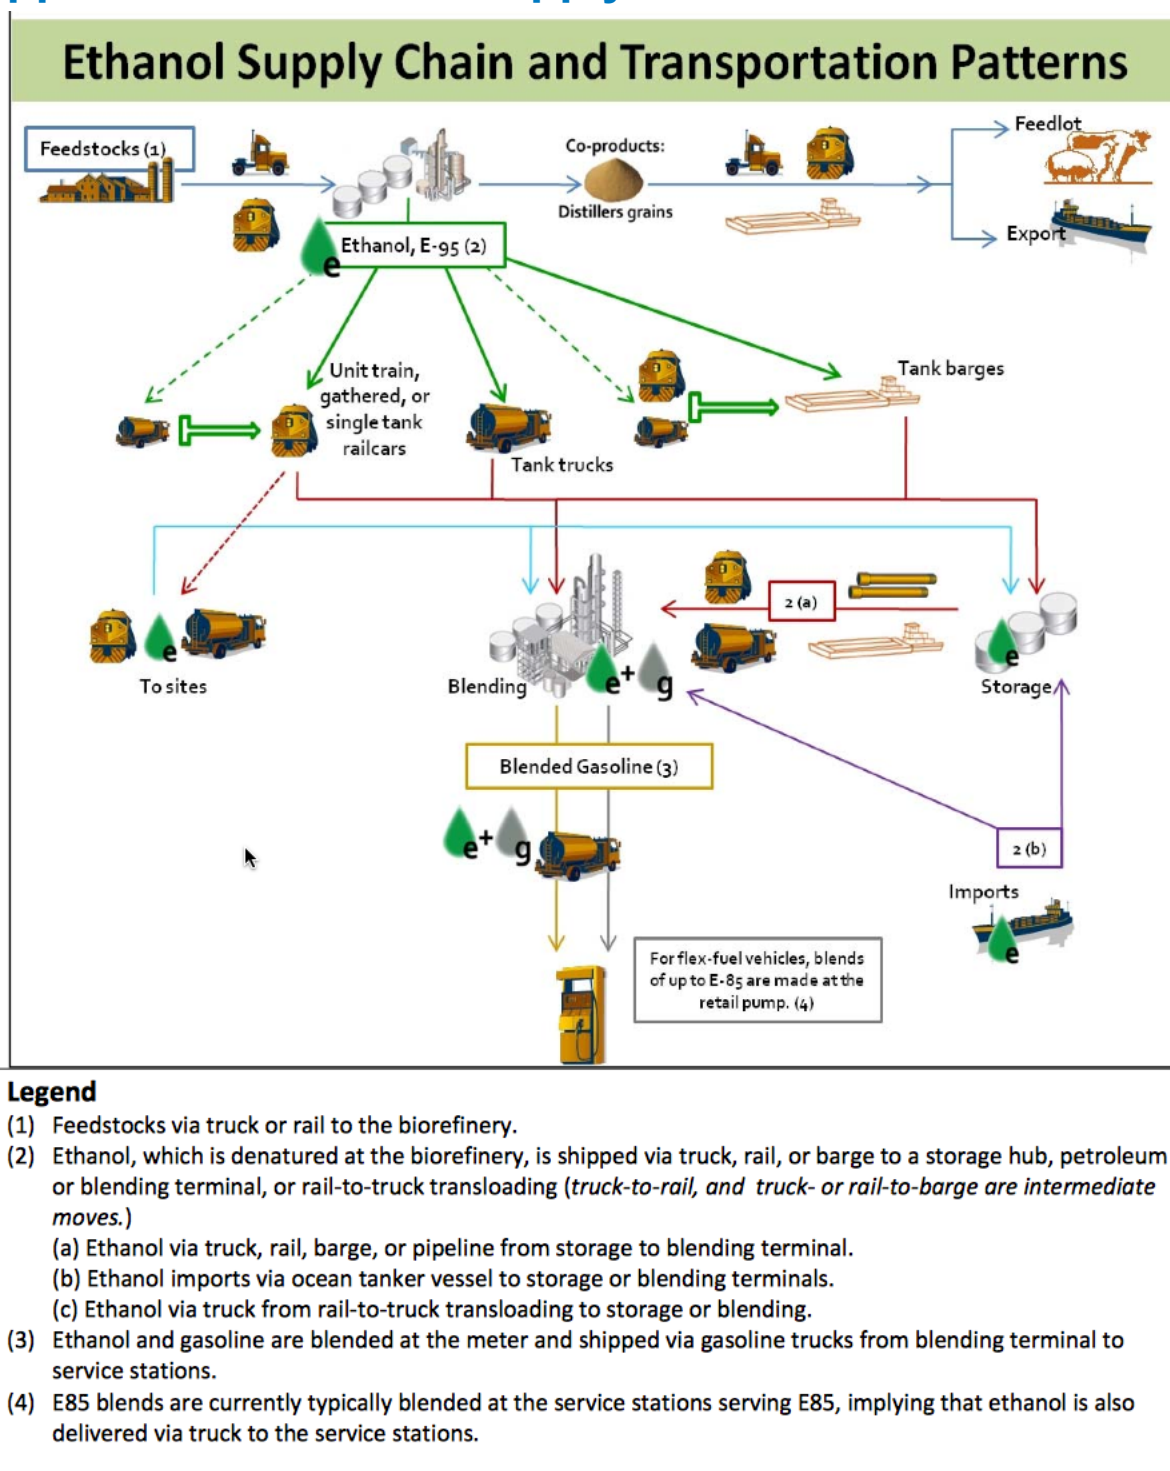 Ethanol Supply Chain and Transportation Patterns
Feedstocks (1)
Co-products:
Distillers grains
Feedlot
Export
Ethanol, E-95 (2)
e
Unit train,
gathered, or
single tank
railcars
Tank trucks
Tank barges
2 (a)
e
To sites
Blending
e+ g
e
Storage
Blended Gasoline (3)
e+ g
2 (b)
Imports
e
For flex-fuel vehicles, blends
of up to E-85 are made at the
retail pump. (4)
Legend
(1) Feedstocks via truck or rail to the biorefinery.
(2) Ethanol, which is denatured at the biorefinery, is shipped via truck, rail, or barge to a storage hub, petroleum
or blending terminal, or rail-to-truck transloading (truck-to-rail, and truck- or rail-to-barge are intermediate
moves.)
(a) Ethanol via truck, rail, barge, or pipeline from storage to blending terminal.
(b) Ethanol imports via ocean tanker vessel to storage or blending terminals.
(c) Ethanol via truck from rail-to-truck transloading to storage or blending.
(3) Ethanol and gasoline are blended at the meter and shipped via gasoline trucks from blending terminal to
service stations.
(4) E85 blends are currently typically blended at the service stations serving E85, implying that ethanol is also
delivered via truck to the service stations.